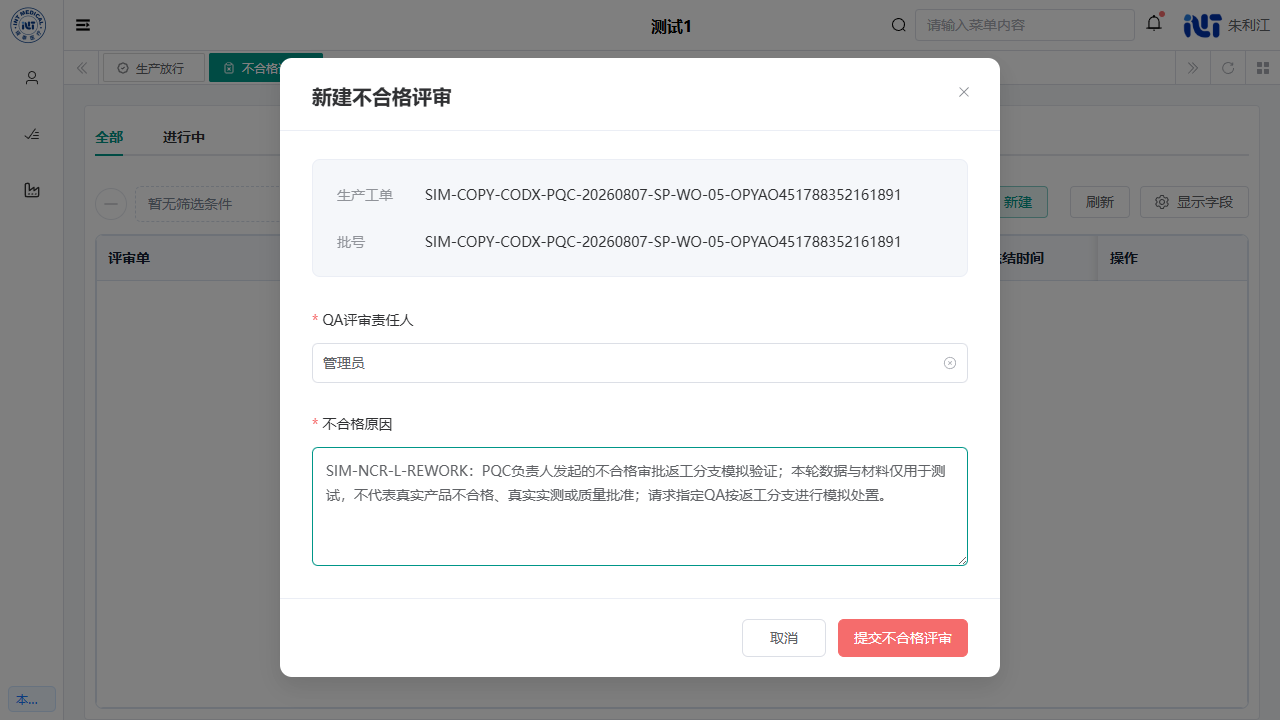 测试1
请输入菜单内容
朱利江
生产放行
不合格
全部
进行中
暂无筛选条件
新建
刷新
显示字段
评审单
结时间
操作
新建不合格评审
生产工单 SIM-COPY-CODX-PQC-20260807-SP-WO-05-OPYAO451788352161891
批号 SIM-COPY-CODX-PQC-20260807-SP-WO-05-OPYAO451788352161891
* QA评审责任人
管理员
* 不合格原因
SIM-NCR-L-REWORK：PQC负责人发起的不合格审批返工分支模拟验证；本轮数据与材料仅用于测
试，不代表真实产品不合格、真实实测或质量批准；请求指定QA按返工分支进行模拟处置。
取消
提交不合格评审
本...